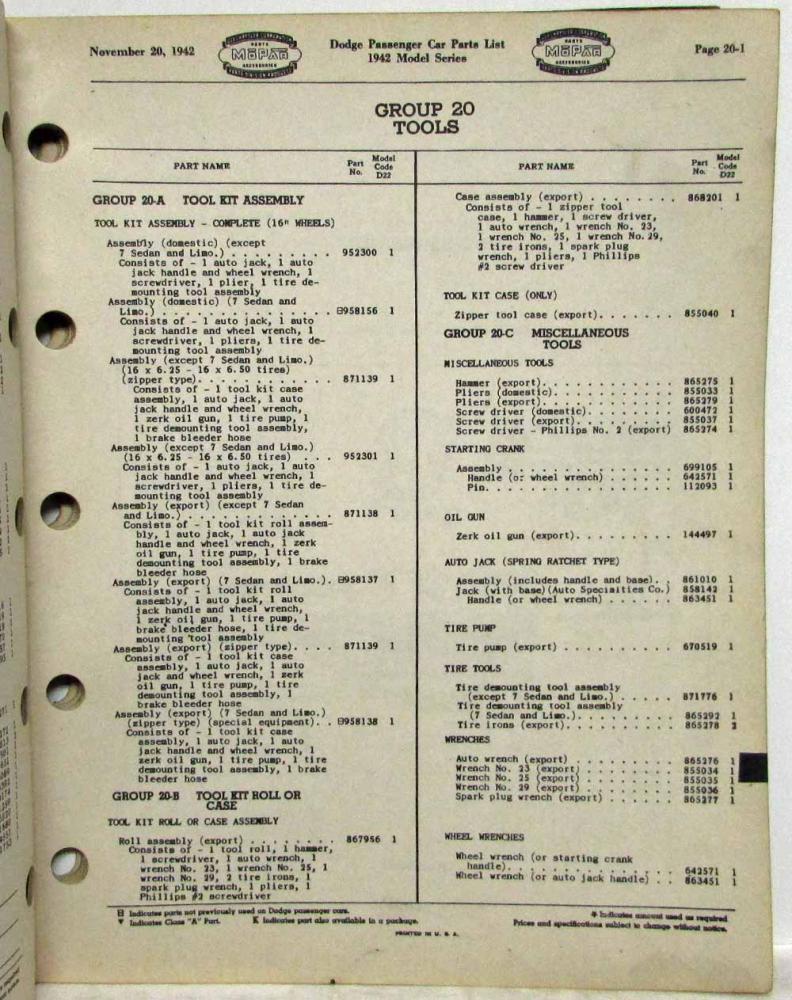 November 20, 1942
PARTS
MOPAR
ACCESSORIES
Dodge Passenger Car Parts List
1942 Model Series
PARTS
MOPAR
ACCESSORIES
Page 20-1
GROUP 20
TOOLS
PART NAME
Part No.
Model Code D22
GROUP 20-A TOOL KIT ASSEMBLY
TOOL KIT ASSEMBLY - COMPLETE (16" WHEELS)
Assembly (domestic) (except
7 Sedan and Limo.) . . . . . . . . . 952300 1
Consists of - 1 auto jack, 1 auto
jack handle and wheel wrench, 1
screwdriver, 1 plier, 1 tire de-
mounting tool assembly
Assembly (domestic) (7 Sedan and
Limo.) . . . . . . . . . . . . . . . ⊟958156 1
Consists of - 1 auto jack, 1 auto
jack handle and wheel wrench, 1
screwdriver, 1 pliers, 1 tire de-
mounting tool assembly
Assembly (except 7 Sedan and Limo.)
(16 x 6.25 - 16 x 6.50 tires)
(zipper type). . . . . . . . . . . . 871139 1
Consists of - 1 tool kit case
assembly, 1 auto jack, 1 auto
jack handle and wheel wrench,
1 zerk oil gun, 1 tire pump, 1
tire demounting tool assembly,
1 brake bleeder hose
Assembly (except 7 Sedan and Limo.)
(16 x 6.25 - 16 x 6.50 tires) . . . 952301 1
Consists of - 1 auto jack, 1 auto
jack handle and wheel wrench, 1
screwdriver, 1 pliers, 1 tire de-
mounting tool assembly
Assembly (export) (except 7 Sedan
and Limo.) . . . . . . . . . . . . . 871138 1
Consists of - 1 tool kit roll assem-
bly, 1 auto jack, 1 auto jack
handle and wheel wrench, 1 zerk
oil gun, 1 tire pump, 1 tire
demounting tool assembly, 1 brake
bleeder hose
Assembly (export) (7 Sedan and Limo.). ⊟958137 1
Consists of - 1 tool kit roll
assembly, 1 auto jack, 1 auto
jack handle and wheel wrench,
1 zerk oil gun, 1 tire pump, 1
brake bleeder hose, 1 tire de-
mounting tool assembly
Assembly (export) (zipper type). . . . 871139 1
Consists of - 1 tool kit case
assembly, 1 auto jack, 1 auto
jack and wheel wrench, 1 zerk
oil gun, 1 tire pump, 1 tire
demounting tool assembly, 1
brake bleeder hose
Assembly (export) (7 Sedan and Limo.)
(zipper type) (special equipment). . ⊟958138 1
Consists of - 1 tool kit case
assembly, 1 auto jack, 1 auto
jack handle and wheel wrench, 1
zerk oil gun, 1 tire pump, 1 tire
demounting tool assembly, 1 brake
bleeder hose
GROUP 20-B TOOL KIT ROLL OR
CASE
TOOL KIT ROLL OR CASE ASSEMBLY
Roll assembly (export) . . . . . . . . 867956 1
Consists of - 1 tool roll, 1 hammer,
1 screwdriver, 1 auto wrench, 1
wrench No. 23, 1 wrench No. 25, 1
wrench No. 29, 2 tire irons, 1
spark plug wrench, 1 pliers, 1
Phillips #2 screwdriver
PART NAME
Part No.
Model Code D22
Case assembly (export) . . . . . . . . 868201 1
Consists of - 1 zipper tool
case, 1 hammer, 1 screw driver,
1 auto wrench, 1 wrench No. 23,
1 wrench No. 25, 1 wrench No. 29,
2 tire irons, 1 spark plug
wrench, 1 pliers, 1 Phillips
#2 screw driver
TOOL KIT CASE (ONLY)
Zipper tool case (export). . . . . . . 855040 1
GROUP 20-C MISCELLANEOUS
TOOLS
MISCELLANEOUS TOOLS
Hammer (export). . . . . . . . . . . . 865275 1
Pliers (domestic). . . . . . . . . . . 855033 1
Pliers (export). . . . . . . . . . . . 865279 1
Screw driver (domestic). . . . . . . . 600472 1
Screw driver (export). . . . . . . . . 855037 1
Screw driver - Phillips No. 2 (export) 865274 1
STARTING CRANK
Assembly . . . . . . . . . . . . . . . 699105 1
Handle (or wheel wrench) . . . . . . 642571 1
Pin. . . . . . . . . . . . . . . . . 112093 1
OIL GUN
Zerk oil gun (export). . . . . . . . . 144497 1
AUTO JACK (SPRING RATCHET TYPE)
Assembly (includes handle and base). . 861010 1
Jack (with base)(Auto Specialties Co.) 858142 1
Handle (or wheel wrench) . . . . . . 863451 1
TIRE PUMP
Tire pump (export) . . . . . . . . . . 670519 1
TIRE TOOLS
Tire demounting tool assembly
(except 7 Sedan and Limo.) . . . . . 871776 1
Tire demounting tool assembly
(7 Sedan and Limo.). . . . . . . . . 865292 1
Tire irons (export). . . . . . . . . . 865278 2
WRENCHES
Auto wrench (export) . . . . . . . . . 865276 1
Wrench No. 23 (export) . . . . . . . . 855034 1
Wrench No. 25 (export) . . . . . . . . 855035 1
Wrench No. 29 (export) . . . . . . . . 855036 1
Spark plug wrench (export) . . . . . . 865277 1
WHEEL WRENCHES
Wheel wrench (or starting crank
handle). . . . . . . . . . . . . . . 642571 1
Wheel wrench (or auto jack handle) . . 863451 1
⊟ Indicates parts not previously used on Dodge passenger cars.
▼ Indicates Class "A" Part. K Indicates part also available in a package.
# Indicates amount used as required
Prices and specifications subject to change without notice.
PRINTED IN U. S. A.